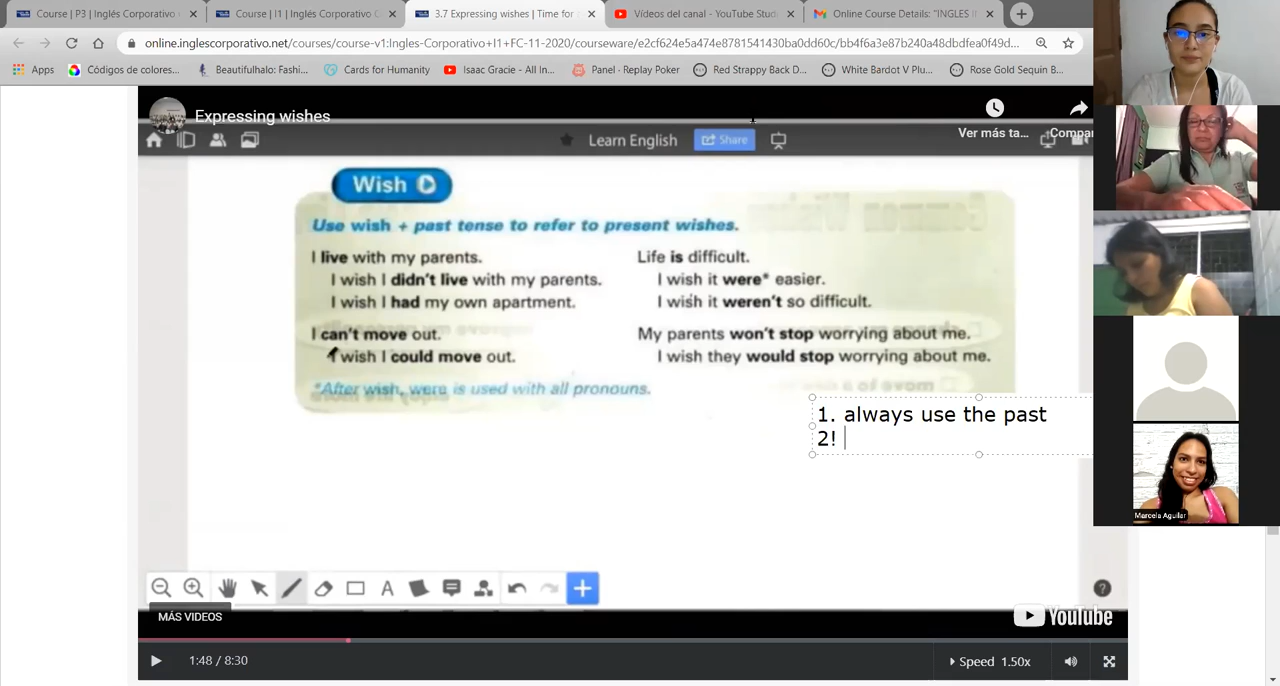 Course | P3 | Inglés Corporativo
Course | I1 | Inglés Corporativo C
3.7 Expressing wishes | Time for
Vídeos del canal - YouTube Stud
Online Course Details: "INGLES I
online.inglescorporativo.net/courses/course-v1:Ingles-Corporativo+I1+FC-11-2020/courseware/e2cf624e5a474e8781541430ba0dd60c/bb4f6a3e87b240a48dbdfea0f49d...
Apps
Códigos de colores...
Beautifulhalo: Fashi...
Cards for Humanity
Isaac Gracie - All In...
Panel · Replay Poker
Red Strappy Back D...
White Bardot V Plu...
Rose Gold Sequin B...
Expressing wishes
Ver más ta...
Compar
Learn English
Share
Wish
Use wish + past tense to refer to present wishes.
I live with my parents.
I wish I didn't live with my parents.
I wish I had my own apartment.
I can't move out.
I wish I could move out.
*After wish, were is used with all pronouns.
Life is difficult.
I wish it were* easier.
I wish it weren't so difficult.
My parents won't stop worrying about me.
I wish they would stop worrying about me.
1. always use the past
2!
Marcela Aguilar
MÁS VIDEOS
YouTube
1:48 / 8:30
Speed 1.50x